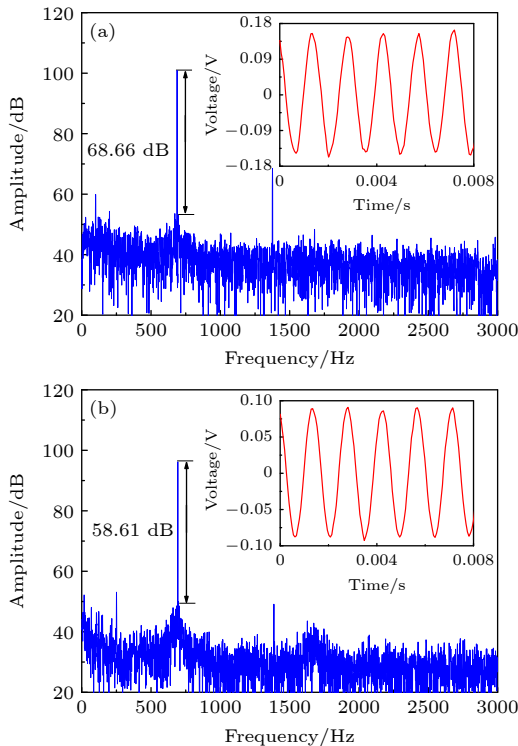 (a)
120
100
80
60
40
20
Amplitude/dB
68.66 dB
0 500 1000 1500 2000 2500 3000
Frequency/Hz
0.18
0.09
0
−0.09
−0.18
Voltage/V
0 0.004 0.008
Time/s
(b)
120
100
80
60
40
20
Amplitude/dB
58.61 dB
0 500 1000 1500 2000 2500 3000
Frequency/Hz
0.10
0.05
0
−0.05
−0.10
Voltage/V
0 0.004 0.008
Time/s